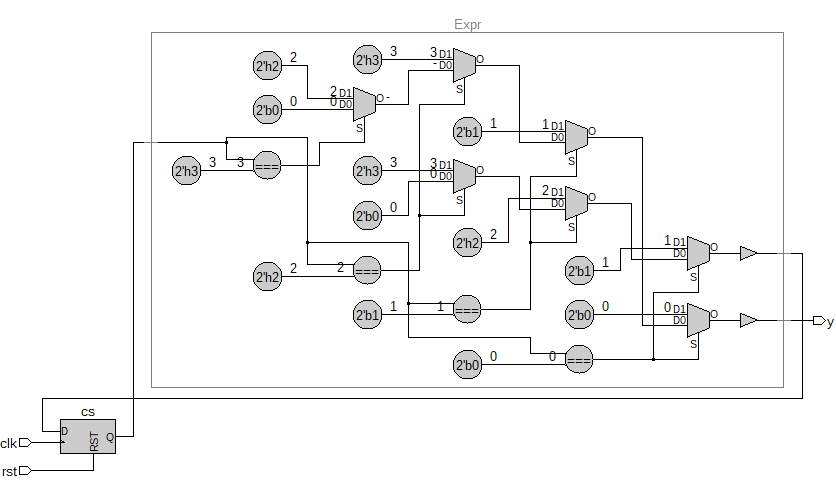 Expr
2'h2 2
2'h3 3
3 D1
- D0
O
S
2'b0 0
2 D1
0 D0
O -
S
2'b1 1
1 D1
D0
O
S
2'h3 3
3 ===
2'h3 3
3 D1
0 D0
O
S
2'b0 0
2 D1
D0
O
S
2'h2 2
1 D1
D0
O
S
2'h2 2
2 ===
2'b1 1
2'b1 1
1 ===
2'b0 0
0 D1
D0
O
S
y
2'b0 0
0 ===
cs
D
Q
RST
clk
rst